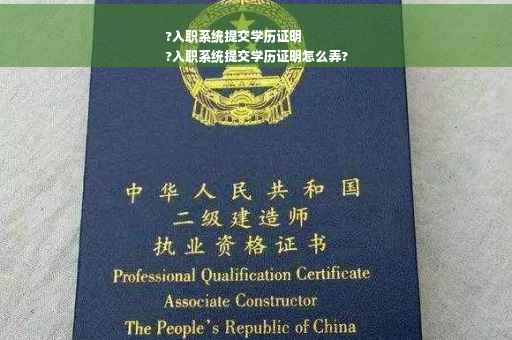 ?入职系统提交学历证明
?入职系统提交学历证明怎么弄?
中华人民共和国
二级建造师
执业资格证书
Professional Qualification Certificate
Associate Constructor
The People's Republic of China